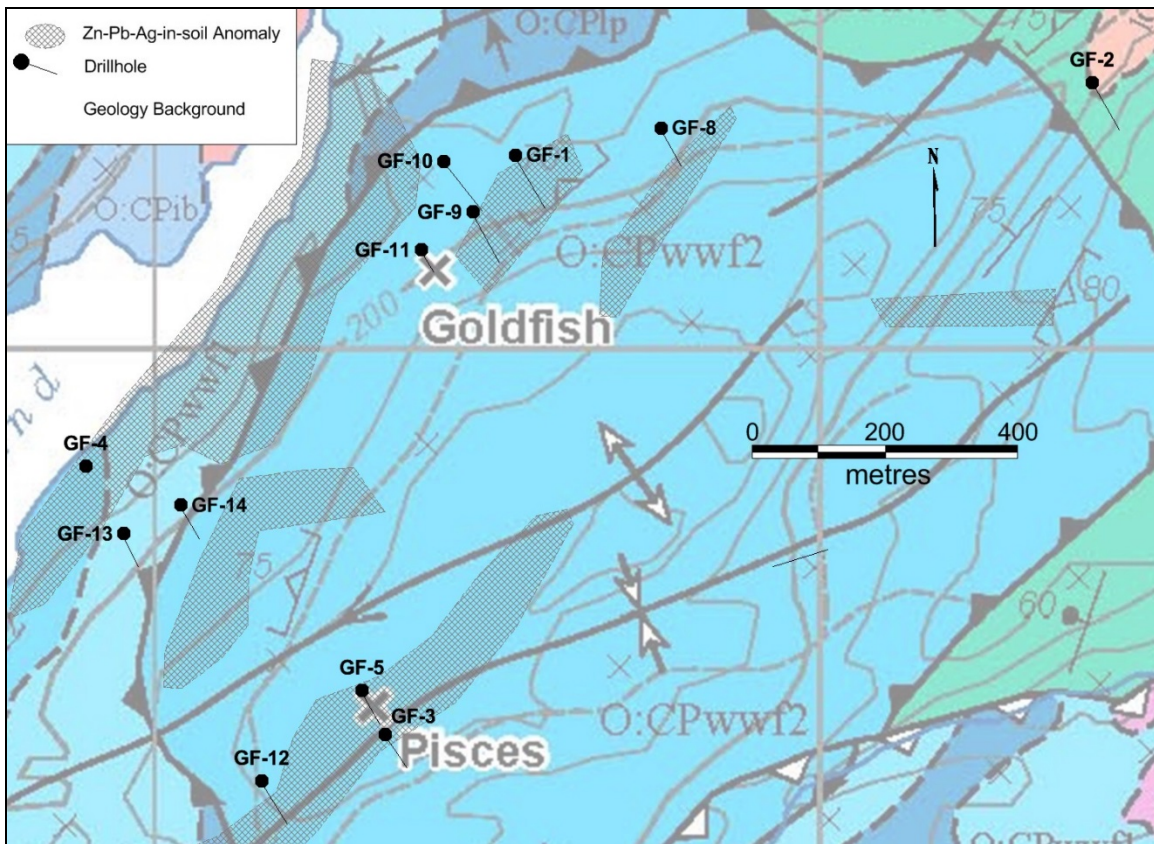 Zn-Pb-Ag-in-soil Anomaly
Drillhole
Geology Background
O:CPlp
75
GF-2
GF-8
GF-10
GF-1
N
O:CPib
75
GF-9
GF-11
O:CPwwf2
80
200
Goldfish
nd
O:CPwwf1
GF-4
0 200 400
metres
GF-14
GF-13
75
60
GF-5
GF-3
O:CPwwf2
Pisces
GF-12
O:CPwwf1